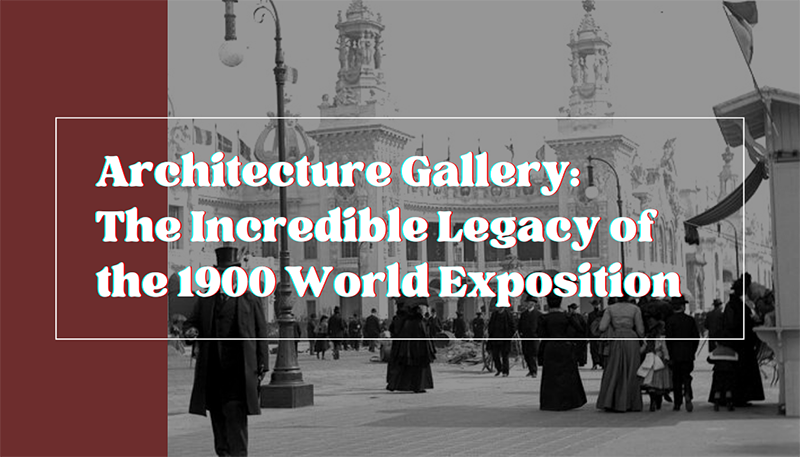 Architecture Gallery:
The Incredible Legacy of
the 1900 World Exposition